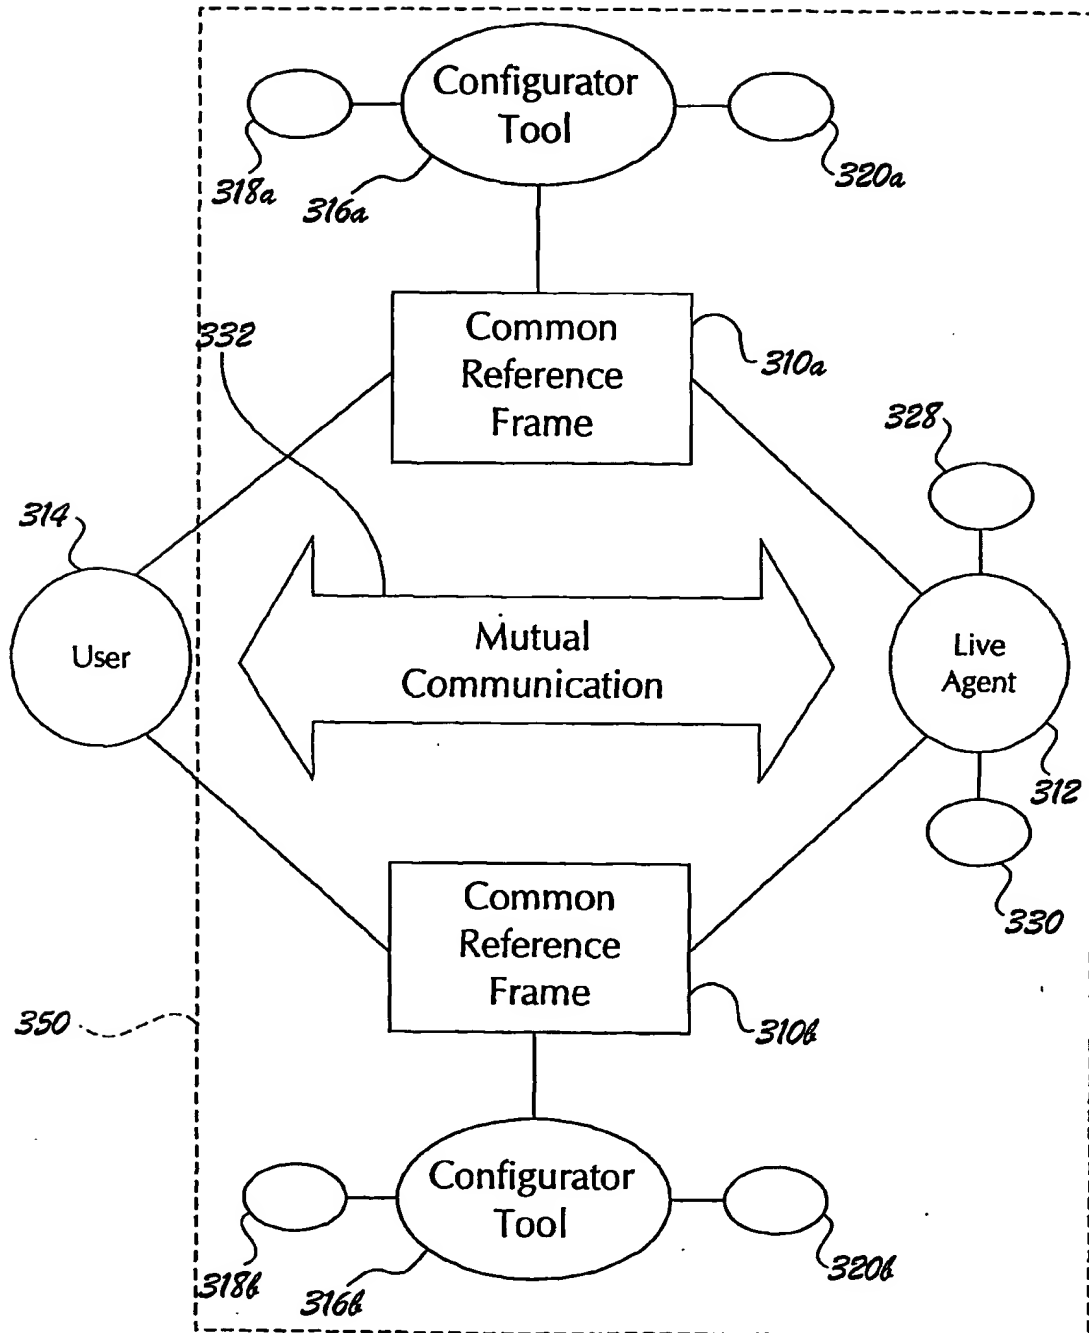 Configurator
Tool
318a
316a
320a
332
Common
Reference
Frame
310a
328
314
User
Mutual
Communication
Live
Agent
312
330
Common
Reference
Frame
350
310b
Configurator
Tool
318b
316b
320b